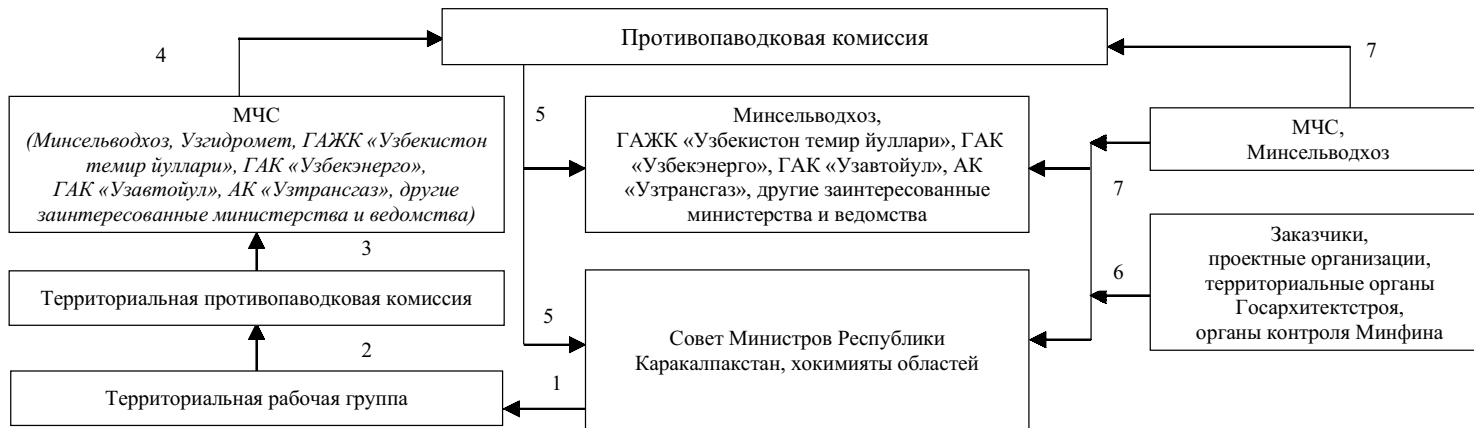 Противопаводковая комиссия
4
7
МЧС
(Минсельводхоз, Узгидромет, ГАЖК «Узбекистон
темир йуллари», ГАК «Узбекэнерго»,
ГАК «Узавтойул», АК «Узтрансгаз», другие
заинтересованные министерства и ведомства)
5
Минсельводхоз,
ГАЖК «Узбекистон темир йуллари», ГАК
«Узбекэнерго», ГАК «Узавтойул», АК
«Узтрансгаз», другие заинтересованные
министерства и ведомства
МЧС,
Минсельводхоз
7
3
Территориальная противопаводковая комиссия
2
Территориальная рабочая группа
5
1
Совет Министров Республики
Каракалпакстан, хокимияты областей
6
Заказчики,
проектные организации,
территориальные органы
Госархитектстроя,
органы контроля Минфина